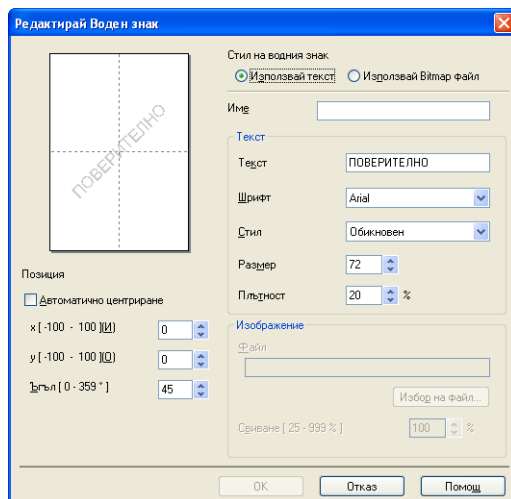 Редактирай Воден знак
ПОВЕРИТЕЛНО
Стил на водния знак
Използвай текст
Използвай Bitmap файл
Име
Текст
Текст ПОВЕРИТЕЛНО
Шрифт Arial
Стил Обикновен
Размер 72
Плътност 20 %
Позиция
Автоматично центриране
x [ -100 - 100 ](И) 0
y [ -100 - 100 ](О) 0
Ъгъл [ 0 - 359 ° ] 45
Изображение
Файл
Избор на файл...
Свиване [ 25 - 999 % ] 100 %
OK
Отказ
Помощ